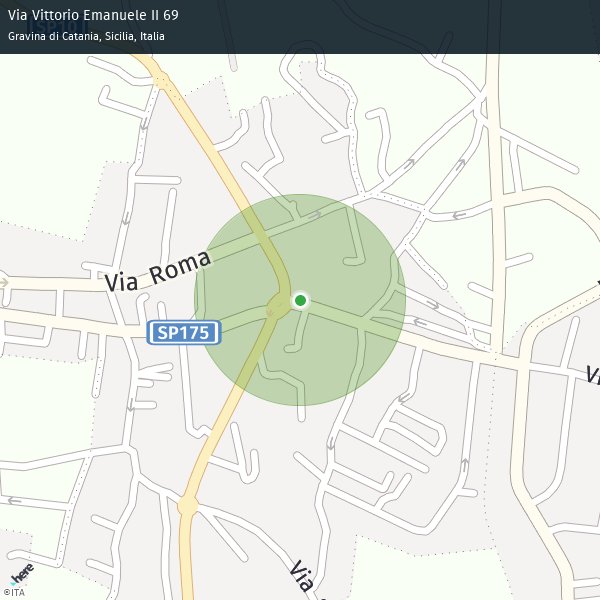 Via Vittorio Emanuele II 69
Gravina di Catania, Sicilia, Italia
Via Roma
SP175
Vi
Via
here
©ITA